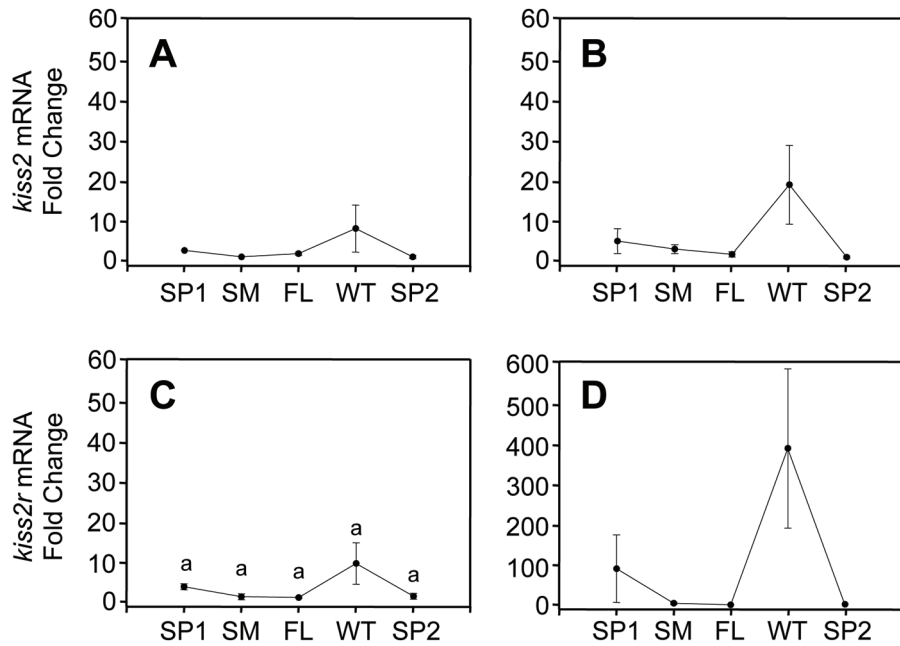 A
60
50
40
30
20
10
0
kiss2 mRNA
Fold Change
SP1 SM FL WT SP2
B
60
50
40
30
20
10
0
SP1 SM FL WT SP2
C
60
50
40
30
20
10
0
kiss2r mRNA
Fold Change
a a a a a
SP1 SM FL WT SP2
D
600
500
400
300
200
100
0
SP1 SM FL WT SP2